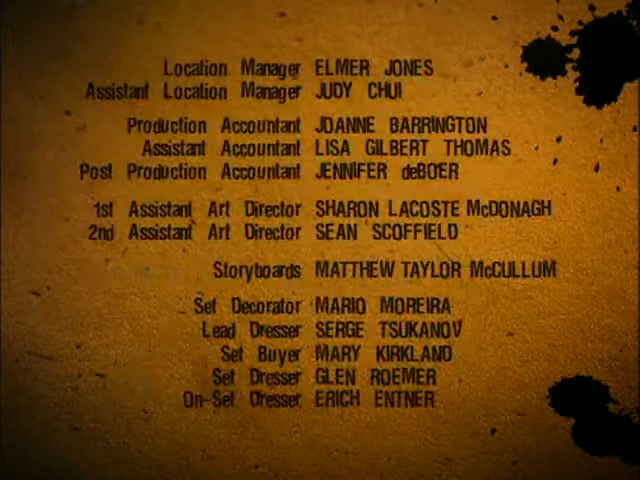 Location Manager ELMER JONES
Assistant Location Manager JUDY CHUI
Production Accountant JOANNE BARRINGTON
Assistant Accountant LISA GILBERT THOMAS
Post Production Accountant JENNIFER deBOER
1st Assistant Art Director SHARON LACOSTE McDONAGH
2nd Assistant Art Director SEAN SCOFFIELD
Storyboards MATTHEW TAYLOR McCULLUM
Set Decorator MARIO MOREIRA
Lead Dresser SERGE TSUKANOV
Set Buyer MARY KIRKLAND
Set Dresser GLEN ROEMER
On-Set Dresser ERICH ENTNER